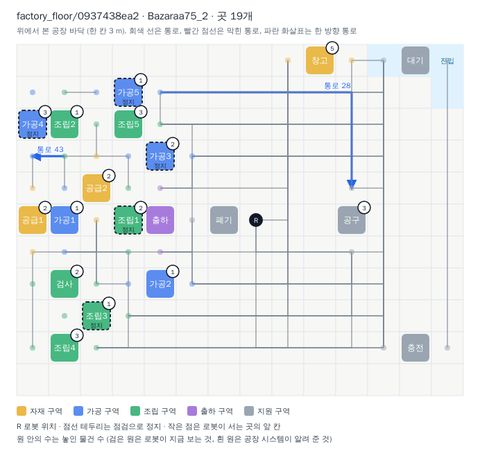 factory_floor/0937438ea2 · Bazaraa75_2 · 곳 19개
위에서 본 공장 바닥 (한 칸 3 m). 회색 선은 통로, 빨간 점선은 막힌 통로, 파란 화살표는 한 방향 통로
창고 5
대기
진입
통로 28
가공5 1
정지
가공4 3
정지
조립2 1
조립5 3
통로 43
가공3 2
정지
공급2 2
공급1 2
가공1 1
조립1 2
정지
출하
폐기
R
공구 3
검사 2
가공2 1
조립3 1
정지
조립4 3
충전
자재 구역
가공 구역
조립 구역
출하 구역
지원 구역
R 로봇 위치 · 점선 테두리는 점검으로 정지 · 작은 점은 로봇이 서는 곳의 앞 칸
원 안의 수는 놓인 물건 수 (검은 원은 로봇이 지금 보는 것, 흰 원은 공장 시스템이 알려 준 것)